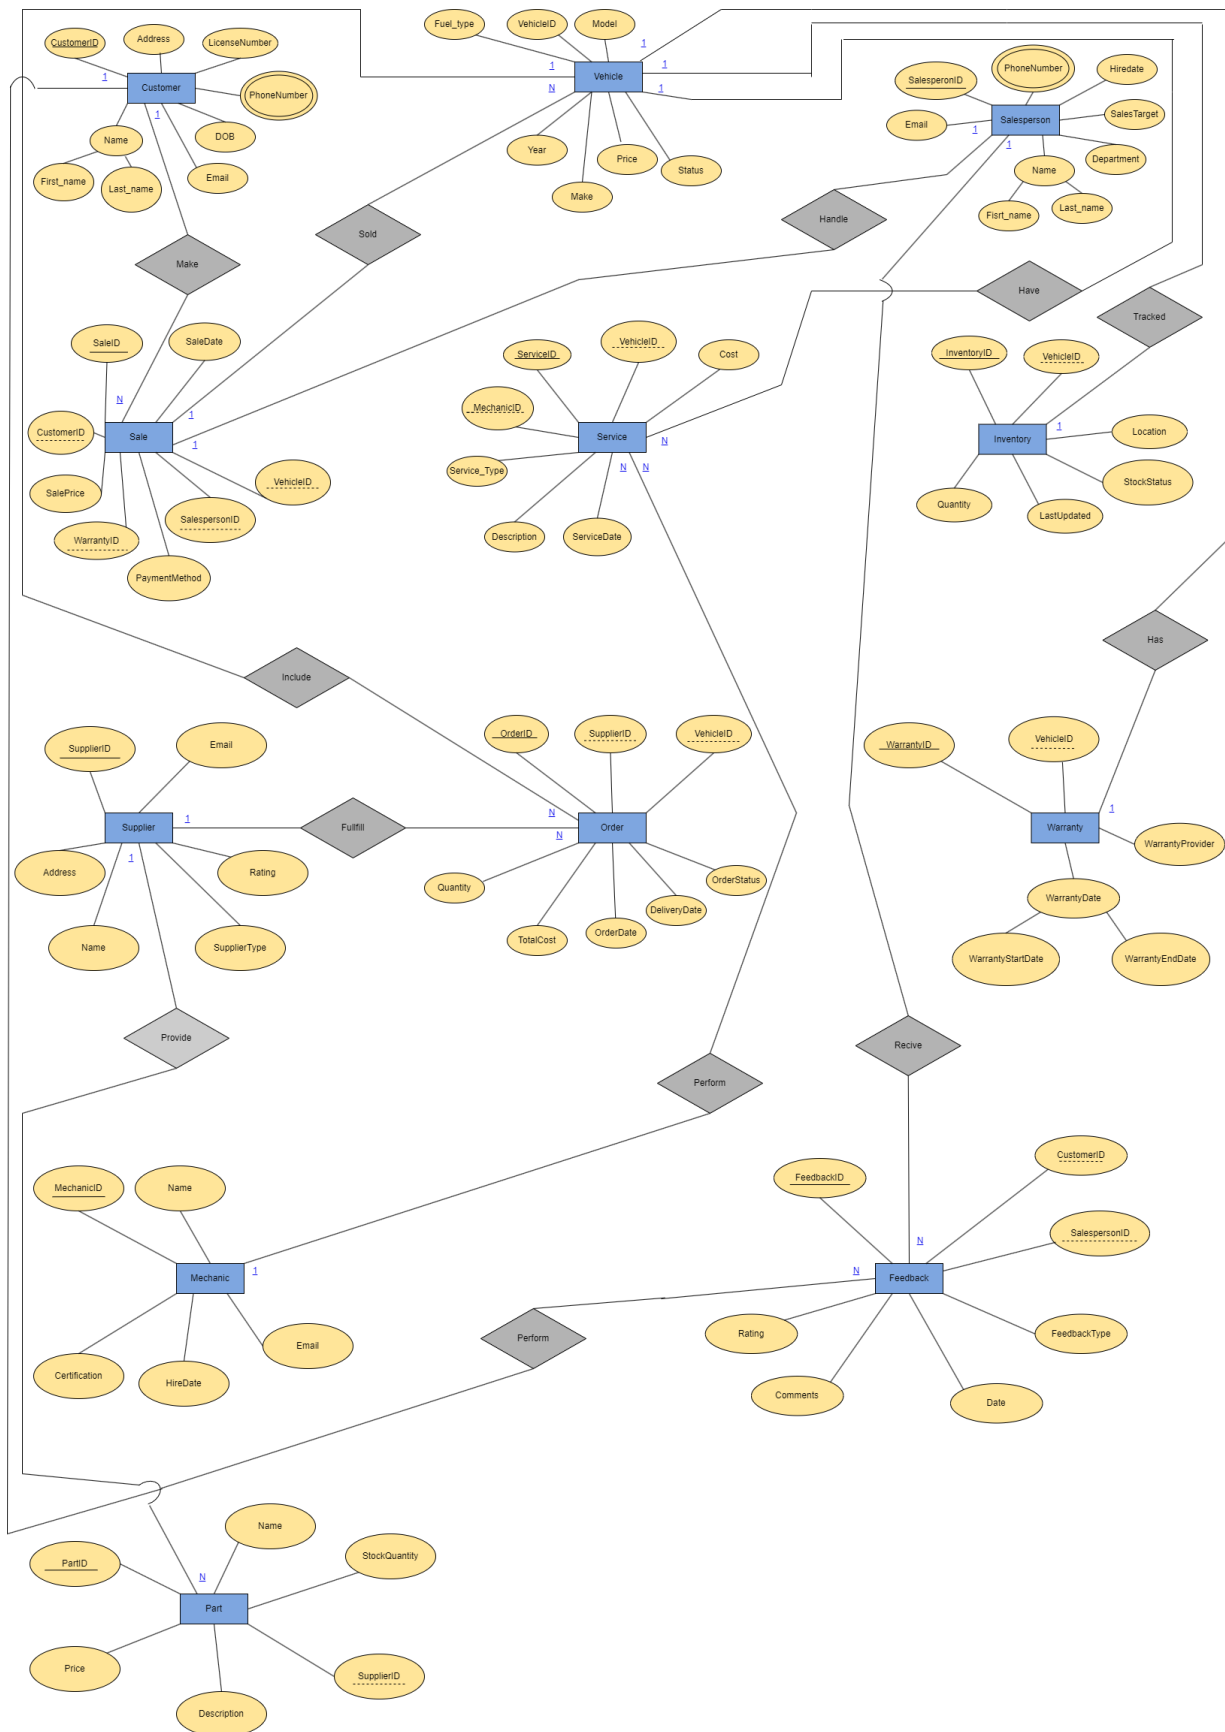 Fuel_type
VehicleID
Model
CustomerID
Address
LicenseNumber
1
1
1
Vehicle
1
1
N
1
Customer
PhoneNumber
1
DOB
Name
Email
First_name
Last_name
Year
Price
Status
Make
SalesperonID
PhoneNumber
Hiredate
Email
Salesperson
SalesTarget
1
1
Department
Name
Fisrt_name
Last_name
Sold
Handle
Make
Have
Tracked
SaleID
SaleDate
N
CustomerID
Sale
1
1
SalePrice
VehicleID
SalespersonID
WarrantyID
PaymentMethod
ServiceID
VehicleID
Cost
MechanicID
Service
N
N
N
Service_Type
Description
ServiceDate
InventoryID
VehicleID
1
Location
Inventory
StockStatus
Quantity
LastUpdated
Has
Include
SupplierID
Email
OrderID
SupplierID
VehicleID
WarrantyID
VehicleID
Supplier
1
Fullfill
N
N
Order
1
Warranty
WarrantyProvider
1
Address
Rating
Name
SupplierType
Quantity
OrderStatus
DeliveryDate
OrderDate
TotalCost
WarrantyDate
WarrantyStartDate
WarrantyEndDate
Provide
Perform
Recive
MechanicID
Name
Mechanic
1
Certification
HireDate
Email
FeedbackID
CustomerID
SalespersonID
N
N
Feedback
Perform
Rating
FeedbackType
Comments
Date
PartID
Name
StockQuantity
N
Part
Price
SupplierID
Description